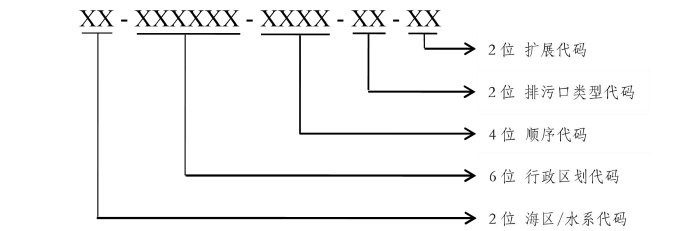 XX-XXXXXX-XXXX-XX-XX
2位 扩展代码
2位 排污口类型代码
4位 顺序代码
6位 行政区划代码
2位 海区/水系代码